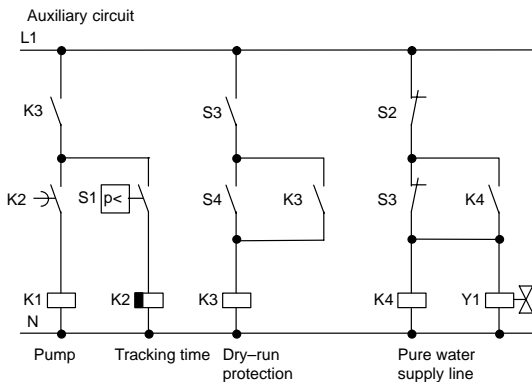 Auxiliary circuit
L1
K3 S3 S2
K2 S1 p< S4 K3 S3 K4
K1 K2 K3 K4 Y1
N
Pump Tracking time Dry–run Pure water
protection supply line